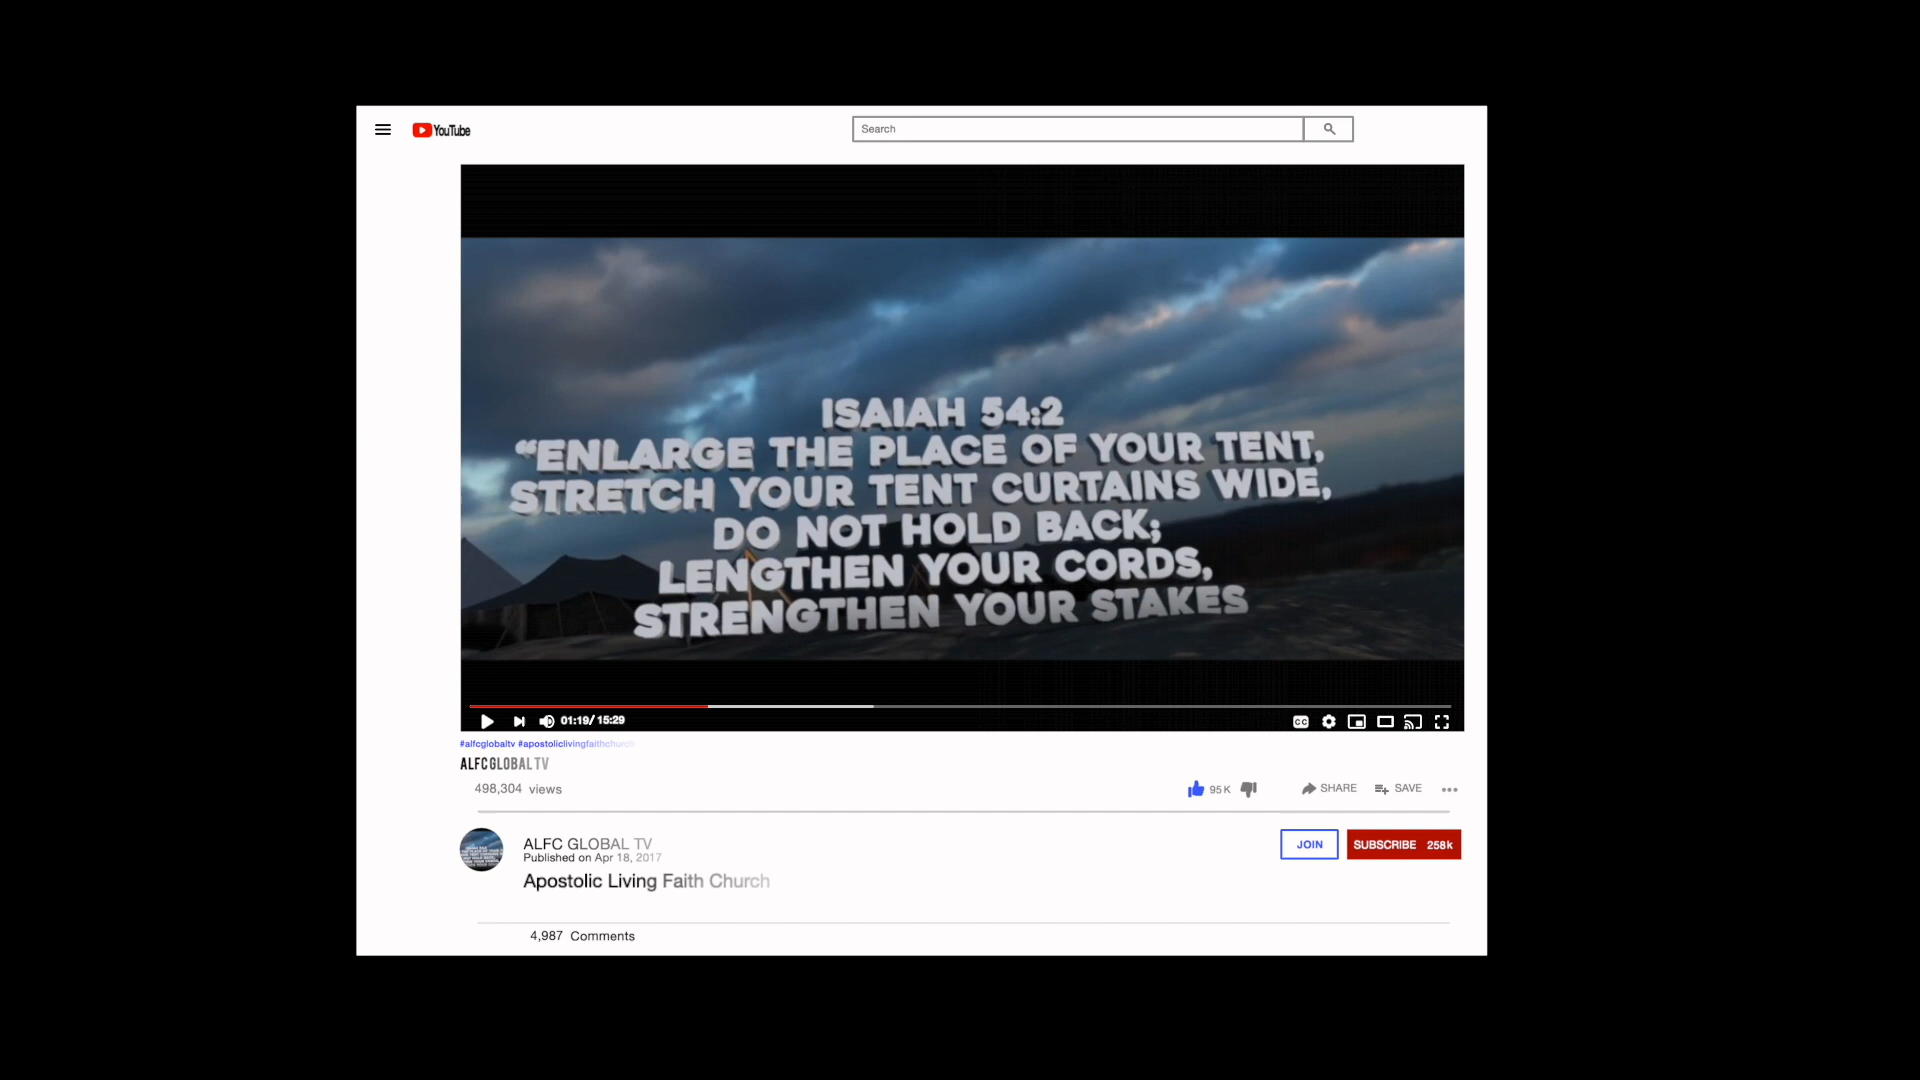 YouTube
Search
ISAIAH 54:2
“ENLARGE THE PLACE OF YOUR TENT,
STRETCH YOUR TENT CURTAINS WIDE,
DO NOT HOLD BACK;
LENGTHEN YOUR CORDS,
STRENGTHEN YOUR STAKES
01:19/ 15:29
CC
#alfcglobaltv #apostoliclivingfaithchurch
ALFC GLOBAL TV
498,304 views
95 K
SHARE
SAVE
ALFC GLOBAL TV
Published on Apr 18, 2017
JOIN
SUBSCRIBE 258k
Apostolic Living Faith Church
4,987 Comments